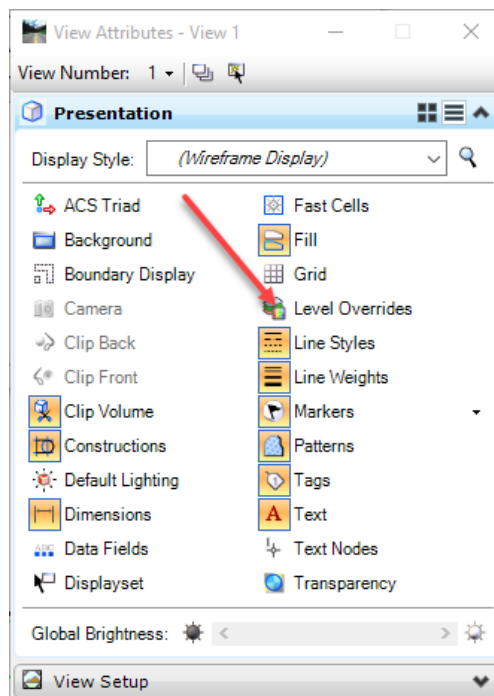 View Attributes - View 1
View Number: 1
Presentation
Display Style: (Wireframe Display)
ACS Triad
Fast Cells
Background
Fill
Boundary Display
Grid
Camera
Level Overrides
Clip Back
Line Styles
Clip Front
Line Weights
Clip Volume
Markers
Constructions
Patterns
Default Lighting
Tags
Dimensions
A Text
ABC Data Fields
Text Nodes
Displayset
Transparency
Global Brightness:
View Setup